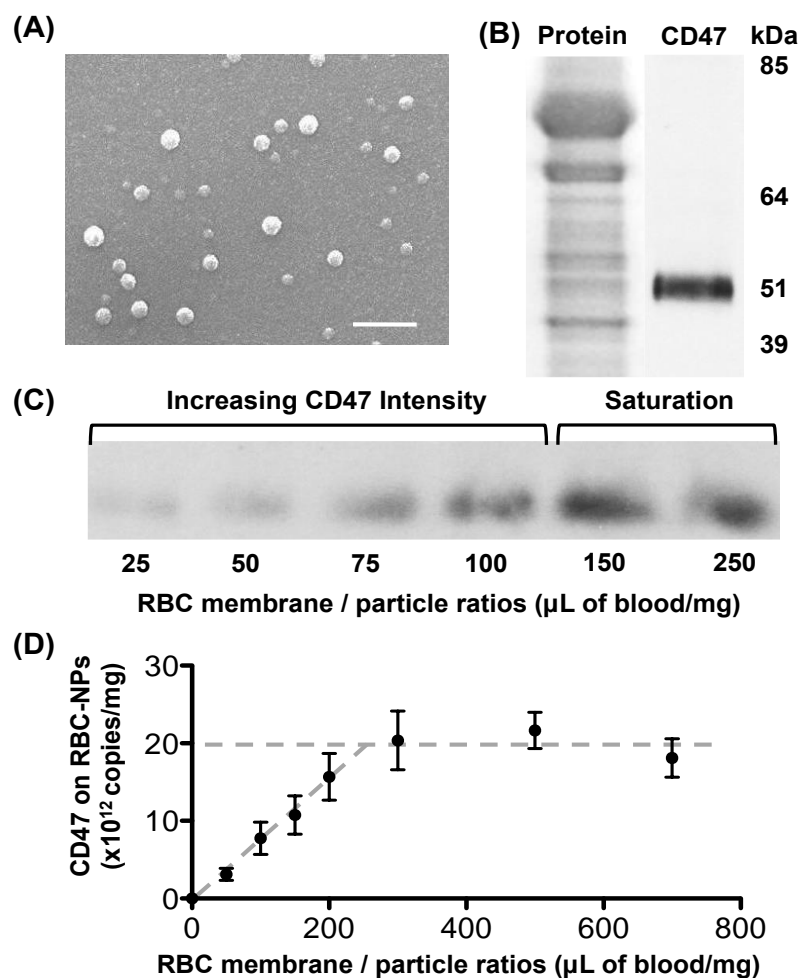 (A)
(B) Protein CD47 kDa
85
64
51
39
(C) Increasing CD47 Intensity Saturation
25 50 75 100 150 250
RBC membrane / particle ratios (µL of blood/mg)
(D)
CD47 on RBC-NPs
(x10¹² copies/mg)
30
20
10
0
0 200 400 600 800
RBC membrane / particle ratios (µL of blood/mg)